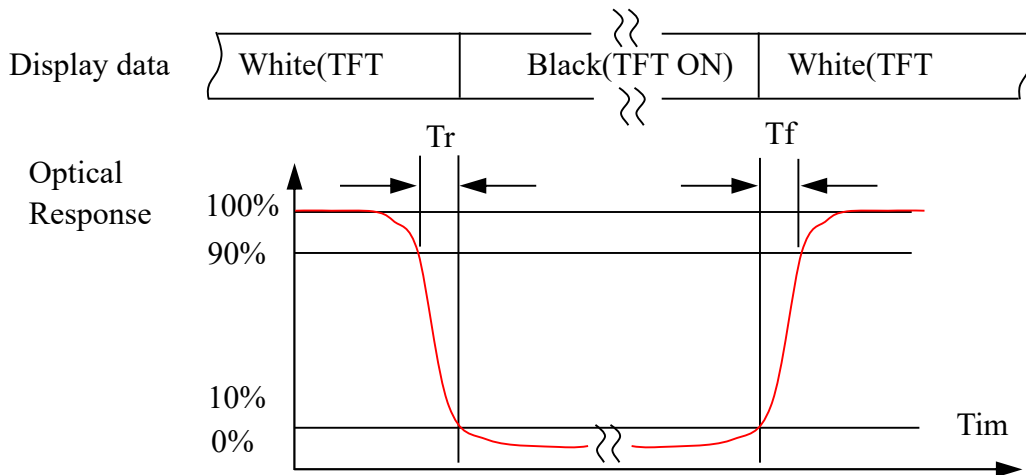 Display data White(TFT Black(TFT ON) White(TFT
Tr Tf
Optical
Response
100%
90%
10%
0%
Tim